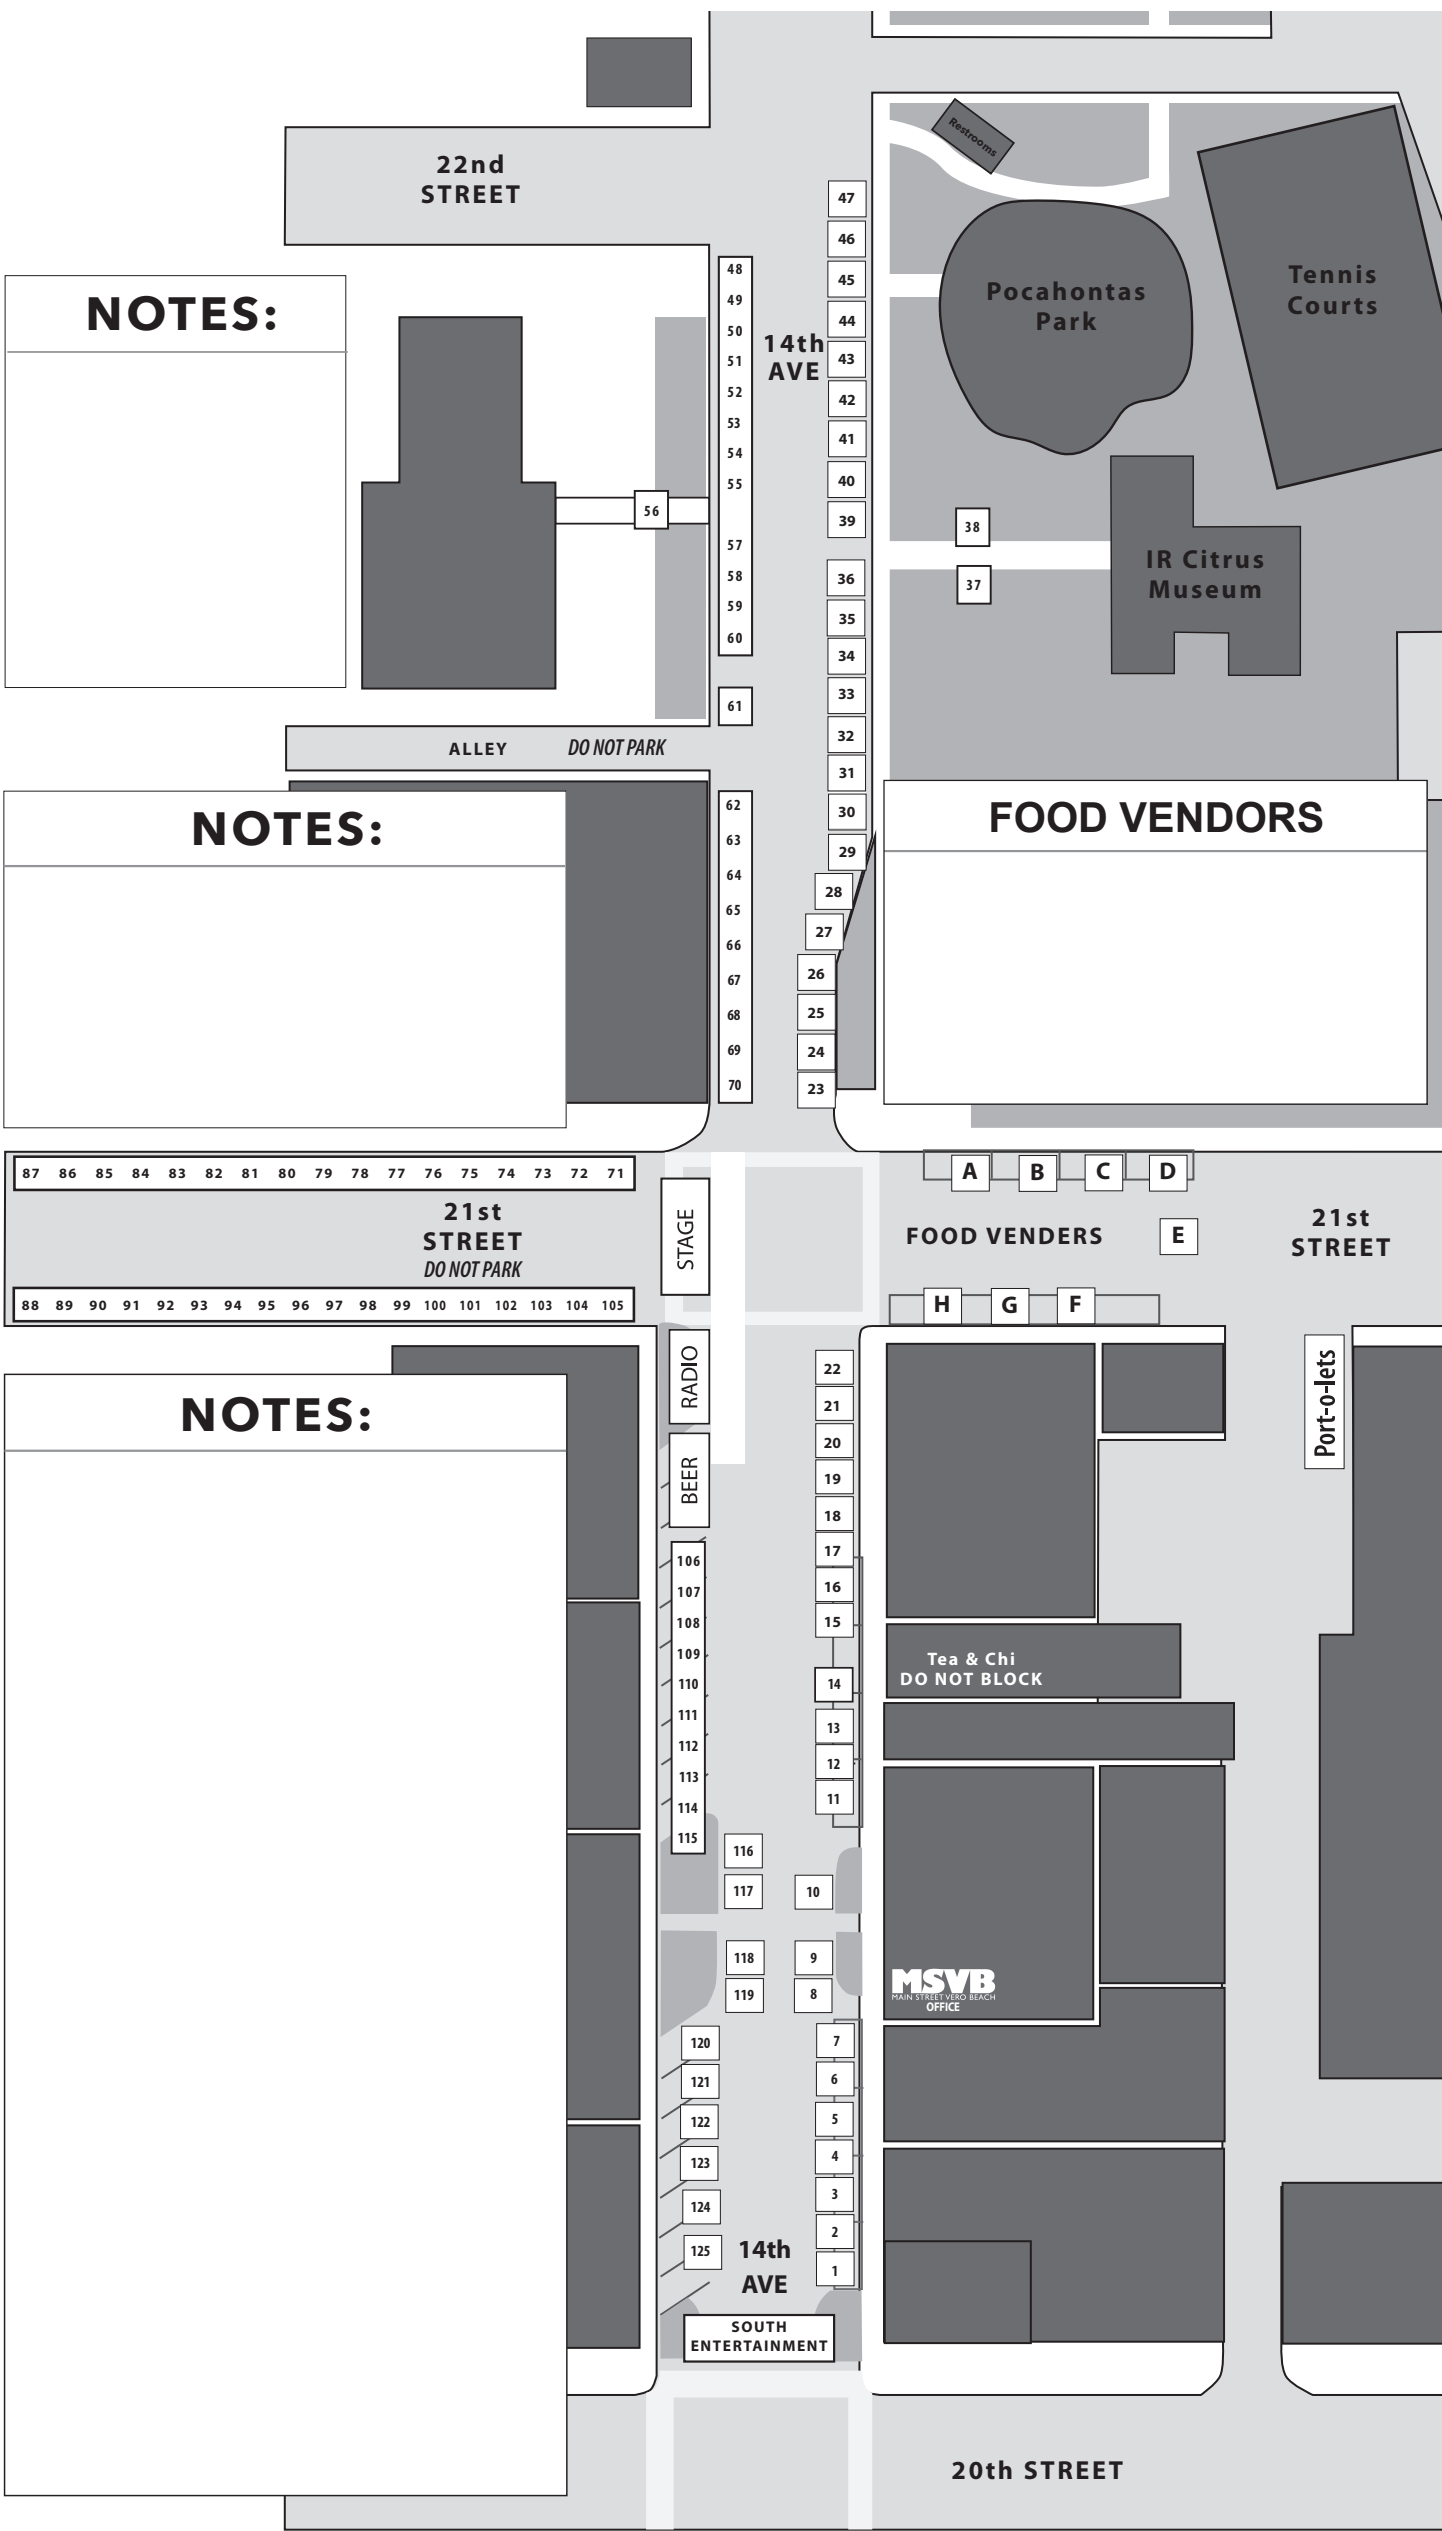 Restrooms
22nd
STREET
47
46
45
44
43
42
41
40
39
36
35
34
33
32
31
30
29
28
27
26
25
24
23
48
49
50
51
52
53
54
55
56
57
58
59
60
61
14th
AVE
Pocahontas
Park
Tennis
Courts
38
37
IR Citrus
Museum
NOTES:
ALLEY DO NOT PARK
NOTES:
62
63
64
65
66
67
68
69
70
FOOD VENDORS
87 86 85 84 83 82 81 80 79 78 77 76 75 74 73 72 71
21st
STREET
DO NOT PARK
88 89 90 91 92 93 94 95 96 97 98 99 100 101 102 103 104 105
STAGE
RADIO
BEER
A B C D
FOOD VENDERS E
H G F
21st
STREET
Port-o-lets
NOTES:
22
21
20
19
18
17
16
15
14
13
12
11
10
9
8
7
6
5
4
3
2
1
106
107
108
109
110
111
112
113
114
115
116
117
118
119
120
121
122
123
124
125
Tea & Chi
DO NOT BLOCK
MSVB
MAIN STREET VERO BEACH
OFFICE
14th
AVE
SOUTH
ENTERTAINMENT
20th STREET